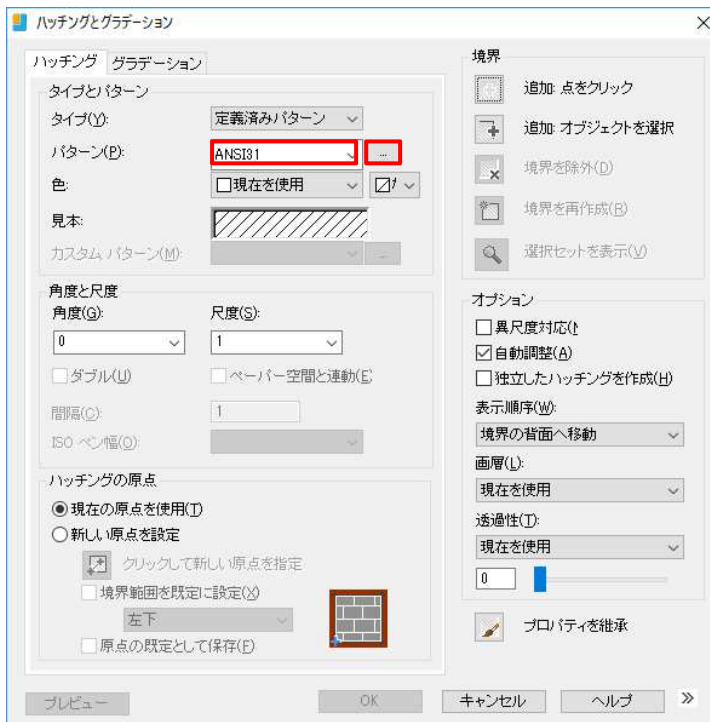 ハッチングとグラデーション
ハッチング グラデーション
タイプとパターン
タイプ(Y): 定義済みパターン
パターン(P): ANSI31 ...
色: 現在を使用
見本:
カスタム パターン(M): ...
角度と尺度
角度(G): 尺度(S):
0 1
ダブル(U) ペーパー空間と連動(E)
間隔(C): 1
ISO ペン幅(O):
ハッチングの原点
現在の原点を使用(T)
新しい原点を設定
クリックして新しい原点を指定
境界範囲を既定に設定(X)
左下
原点の既定として保存(F)
プレビュー
境界
追加: 点をクリック
追加: オブジェクトを選択
境界を除外(D)
境界を再作成(R)
選択セットを表示(V)
オプション
異尺度対応(
自動調整(A)
独立したハッチングを作成(H)
表示順序(W):
境界の背面へ移動
画層(L):
現在を使用
透過性(T):
現在を使用
0
プロパティを継承
OK キャンセル ヘルプ